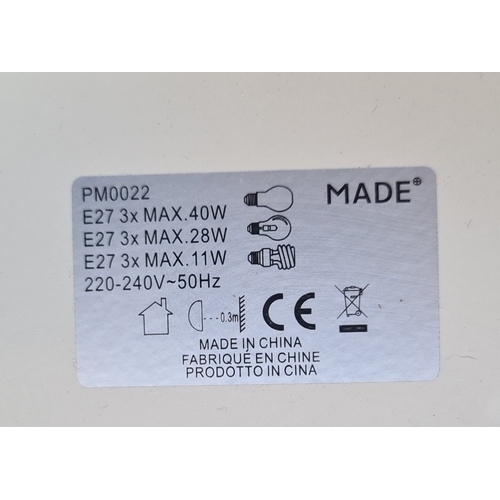 PM0022
MADE
E27 3x MAX.40W
E27 3x MAX.28W
E27 3x MAX.11W
220-240V~50Hz
0.3m
CE
MADE IN CHINA
FABRIQUÉ EN CHINE
PRODOTTO IN CINA